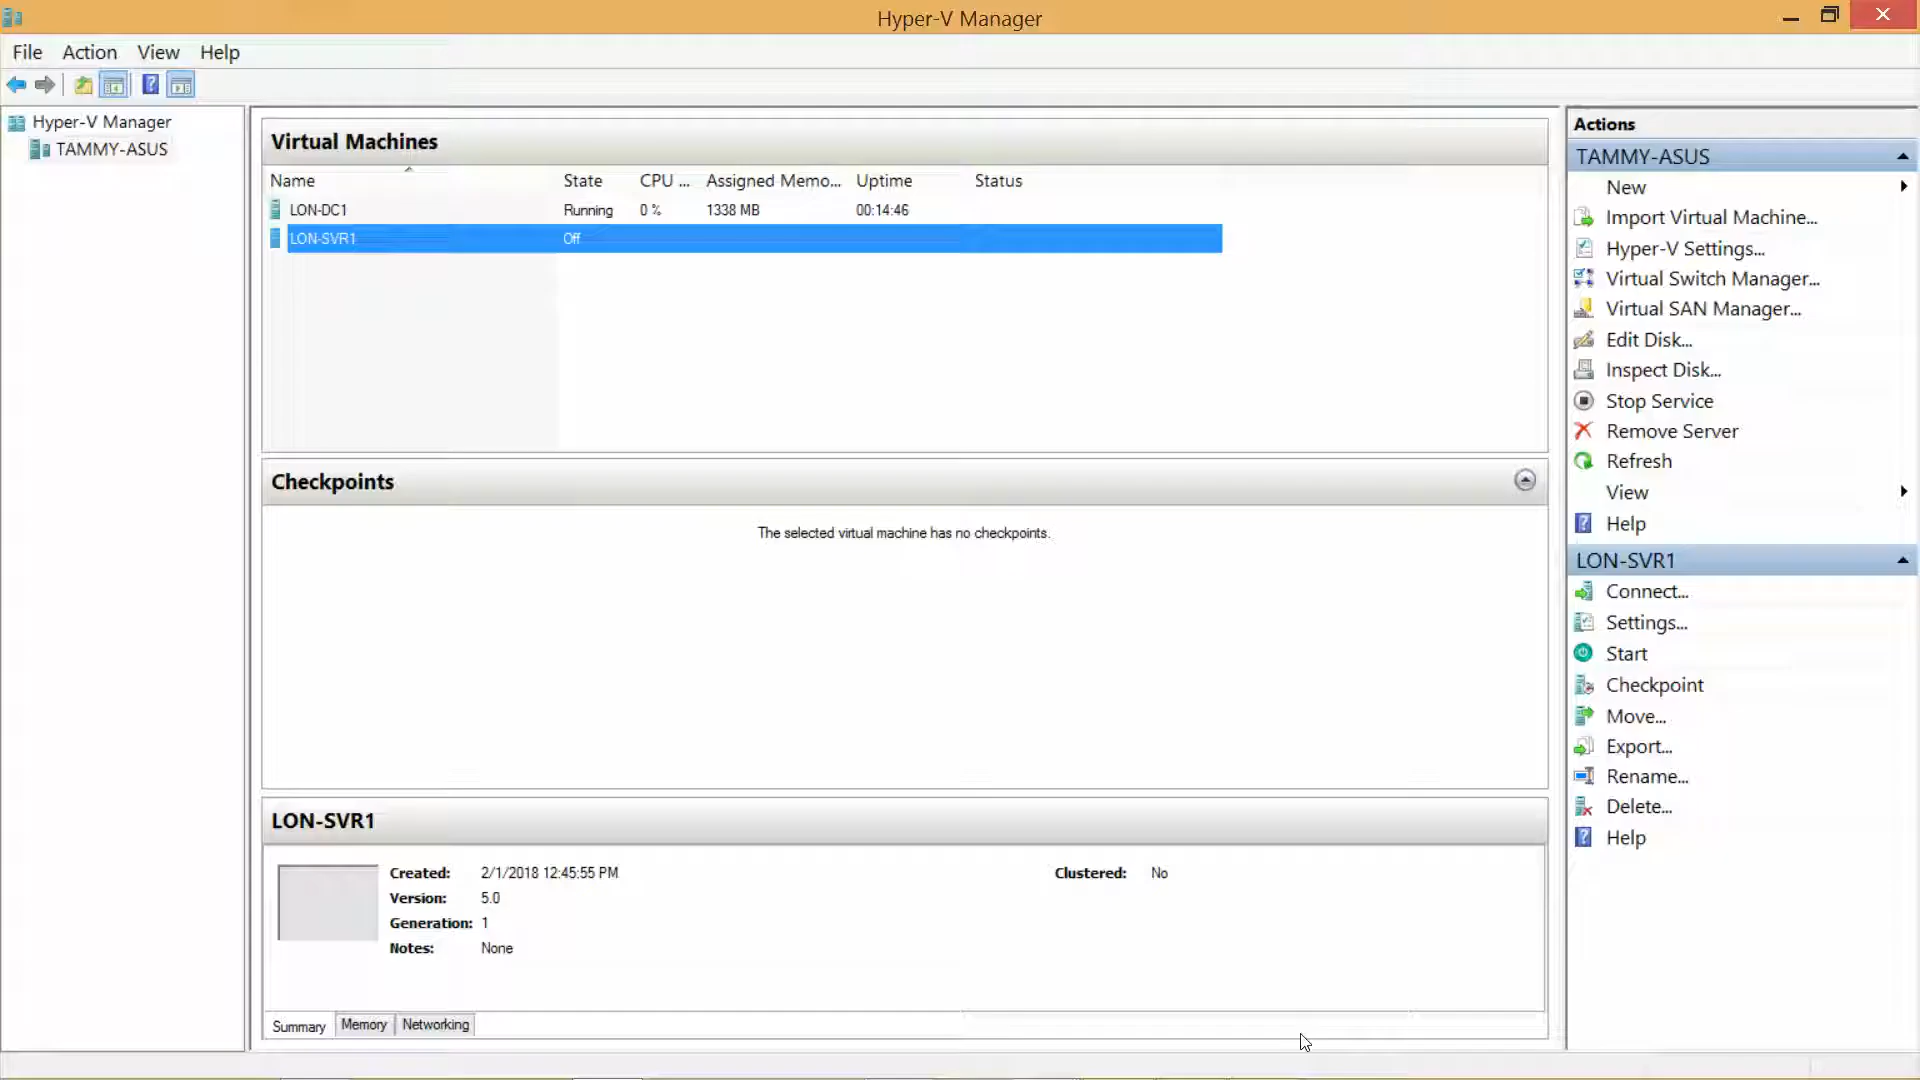 Hyper-V Manager
File Action View Help
Hyper-V Manager
TAMMY-ASUS
Virtual Machines
Name State CPU ... Assigned Memo... Uptime Status
LON-DC1 Running 0 % 1338 MB 00:14:46
LON-SVR1 Off
Checkpoints
The selected virtual machine has no checkpoints.
LON-SVR1
Created: 2/1/2018 12:45:55 PM Clustered: No
Version: 5.0
Generation: 1
Notes: None
Summary Memory Networking
Actions
TAMMY-ASUS
New
Import Virtual Machine...
Hyper-V Settings...
Virtual Switch Manager...
Virtual SAN Manager...
Edit Disk...
Inspect Disk...
Stop Service
Remove Server
Refresh
View
Help
LON-SVR1
Connect...
Settings...
Start
Checkpoint
Move...
Export...
Rename...
Delete...
Help